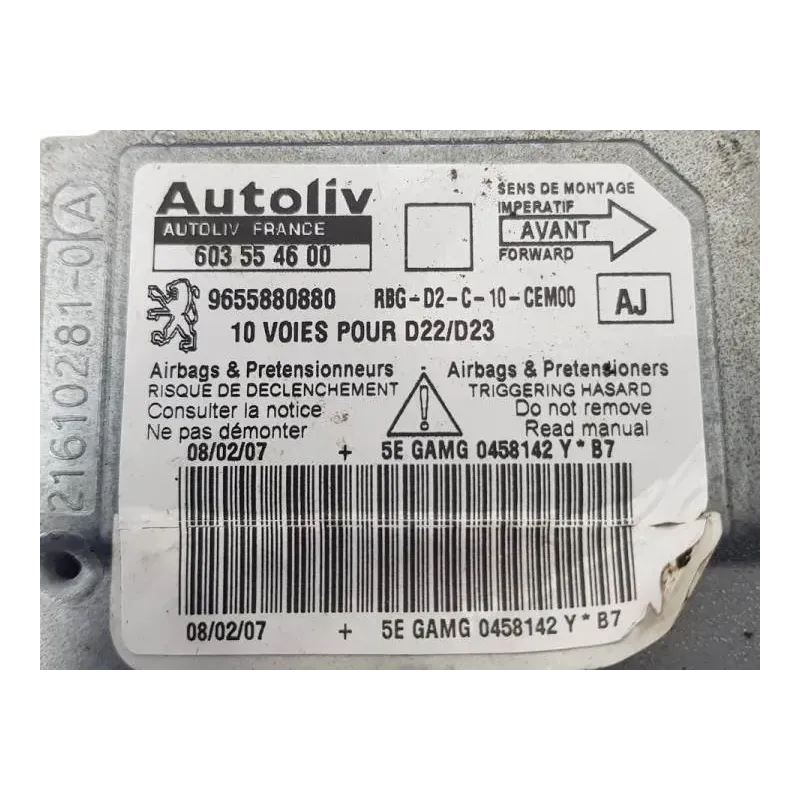 Autoliv
AUTOLIV FRANCE
603 55 46 00
SENS DE MONTAGE
IMPERATIF
AVANT
FORWARD
9655880880 RBG-D2-C-10-CEM00
AJ
10 VOIES POUR D22/D23
Airbags & Pretensionneurs
RISQUE DE DECLENCHEMENT
Consulter la notice
Ne pas démonter
Airbags & Pretensioners
TRIGGERING HASARD
Do not remove
Read manual
08/02/07 + 5E GAMG 0458142 Y * B7
08/02/07 + 5E GAMG 0458142 Y * B7
21610281-0 A